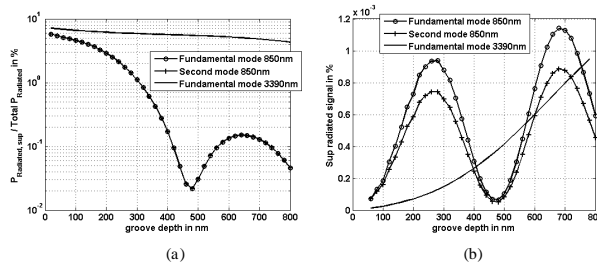 (a)
P Radiated, sup / Total P Radiated in %
10^1
10^0
10^-1
10^-2
0 100 200 300 400 500 600 700 800
groove depth in nm
Fundamental mode 850nm
Second mode 850nm
Fundamental mode 3390nm
(a)
(b)
Sup radiated signal in %
x 10^-3
1.2
1
0.8
0.6
0.4
0.2
0
0 100 200 300 400 500 600 700 800
groove depth in nm
Fundamental mode 850nm
Second mode 850nm
Fundamental mode 3390nm
(b)